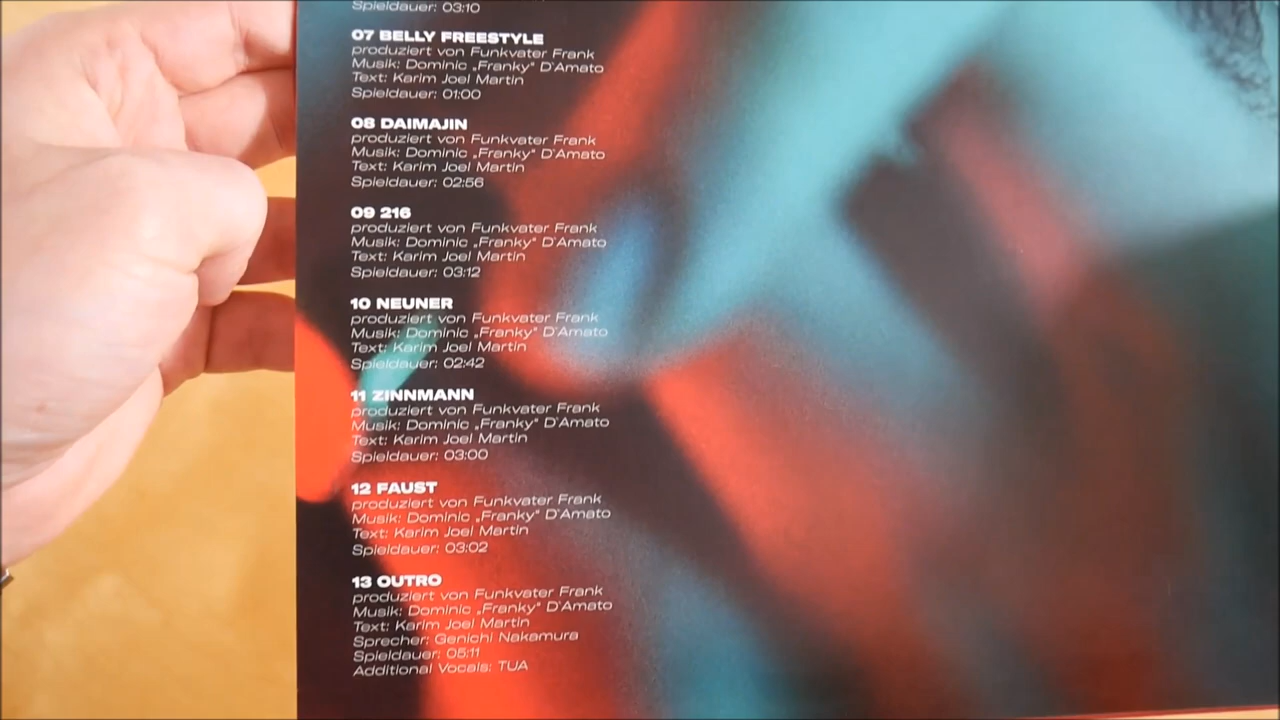 Spieldauer: 03:10
07 BELLY FREESTYLE
produziert von Funkvater Frank
Musik: Dominic „Franky“ D'Amato
Text: Karim Joel Martin
Spieldauer: 01:00
08 DAIMAJIN
produziert von Funkvater Frank
Musik: Dominic „Franky“ D'Amato
Text: Karim Joel Martin
Spieldauer: 02:56
09 216
produziert von Funkvater Frank
Musik: Dominic „Franky“ D'Amato
Text: Karim Joel Martin
Spieldauer: 03:12
10 NEUNER
produziert von Funkvater Frank
Musik: Dominic „Franky“ D'Amato
Text: Karim Joel Martin
Spieldauer: 02:42
11 ZINNMANN
produziert von Funkvater Frank
Musik: Dominic „Franky“ D'Amato
Text: Karim Joel Martin
Spieldauer: 03:00
12 FAUST
produziert von Funkvater Frank
Musik: Dominic „Franky“ D'Amato
Text: Karim Joel Martin
Spieldauer: 03:02
13 OUTRO
produziert von Funkvater Frank
Musik: Dominic „Franky“ D'Amato
Text: Karim Joel Martin
Sprecher: Genichi Nakamura
Spieldauer: 05:11
Additional Vocals: TUA